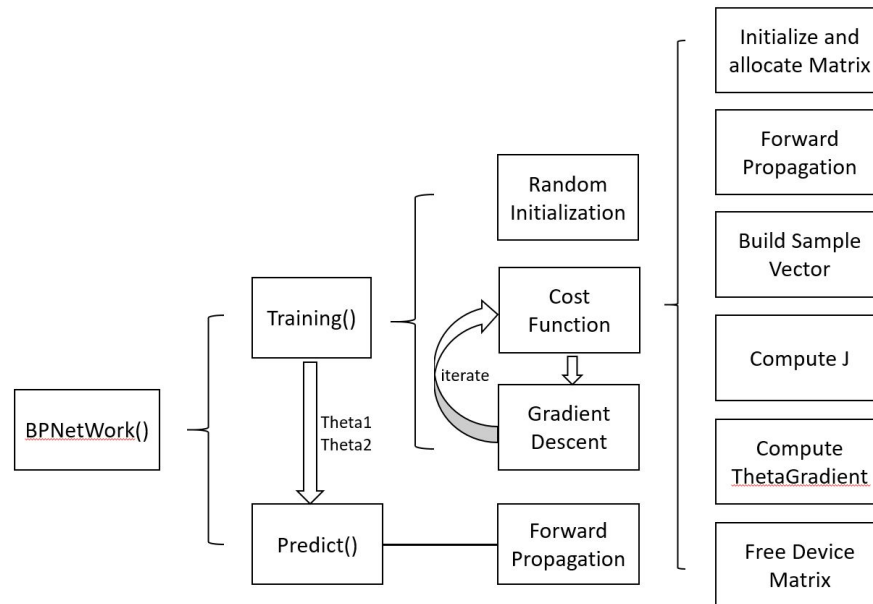 BPNetWork()
Training()
Theta1
Theta2
Predict()
Random
Initialization
Cost
Function
iterate
Gradient
Descent
Forward
Propagation
Initialize and
allocate Matrix
Forward
Propagation
Build Sample
Vector
Compute J
Compute
ThetaGradient
Free Device
Matrix